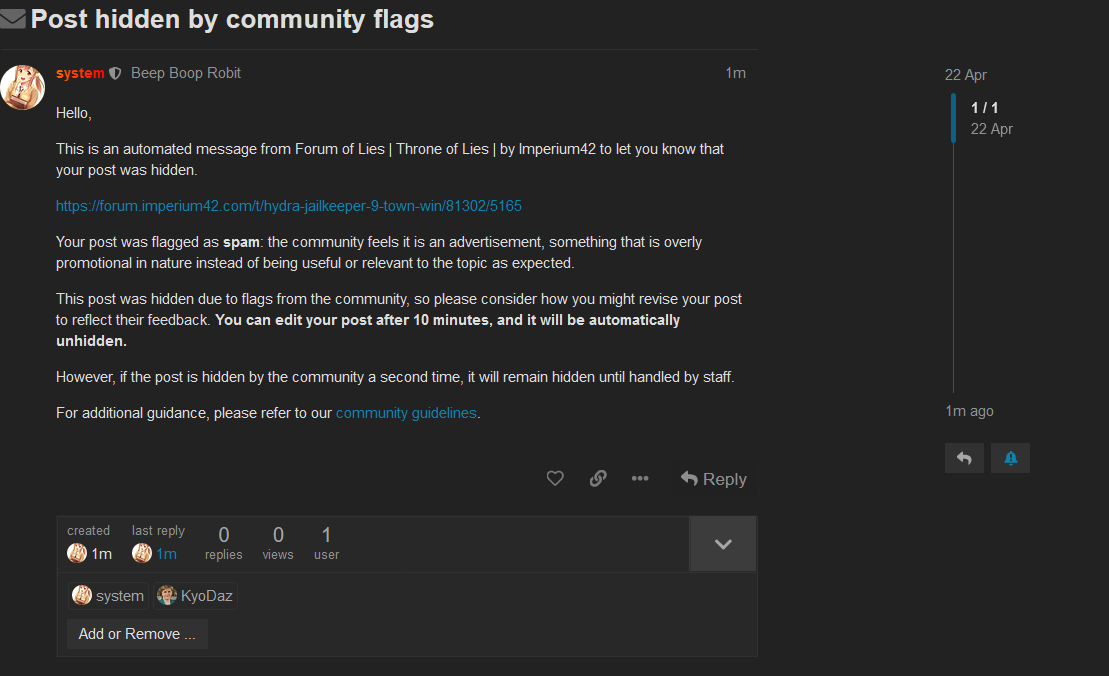 Post hidden by community flags
system Beep Boop Robit 1m
Hello,
This is an automated message from Forum of Lies | Throne of Lies | by Imperium42 to let you know that
your post was hidden.
https://forum.imperium42.com/t/hydra-jailkeeper-9-town-win/81302/5165
Your post was flagged as spam: the community feels it is an advertisement, something that is overly
promotional in nature instead of being useful or relevant to the topic as expected.
This post was hidden due to flags from the community, so please consider how you might revise your post
to reflect their feedback. You can edit your post after 10 minutes, and it will be automatically
unhidden.
However, if the post is hidden by the community a second time, it will remain hidden until handled by staff.
For additional guidance, please refer to our community guidelines.
Reply
created last reply 0 0 1
1m 1m replies views user
system KyoDaz
Add or Remove ...
22 Apr
1 / 1
22 Apr
1m ago